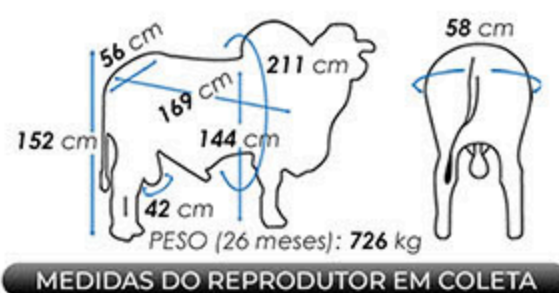 58 cm
56 cm
211 cm
169 cm
152 cm
144 cm
42 cm
PESO (26 meses): 726 kg
MEDIDAS DO REPRODUTOR EM COLETA